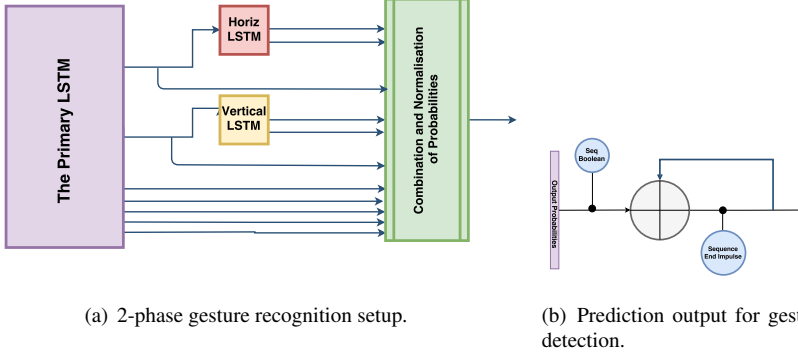 The Primary LSTM
Horiz
LSTM
Vertical
LSTM
Combination and Normalisation
of Probabilities
(a) 2-phase gesture recognition setup.
Output Probabilities
Seq
Boolean
Sequence
End Impulse
(b) Prediction output for gest
detection.